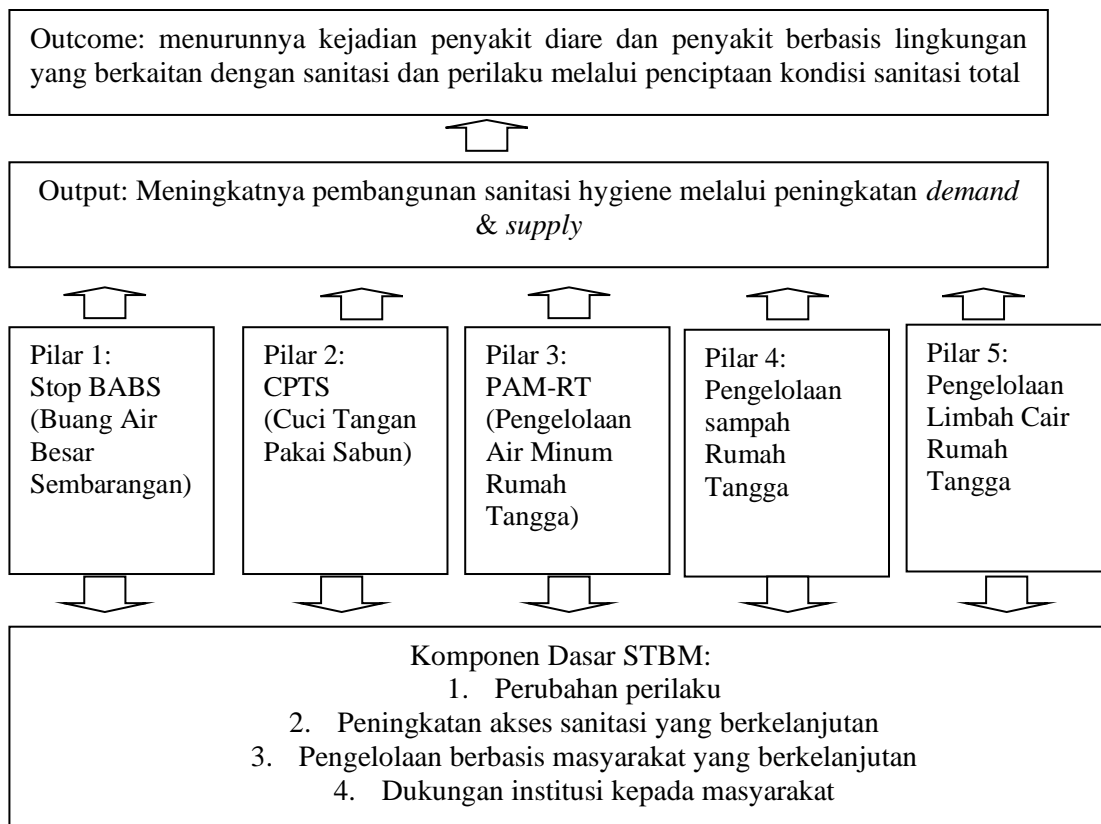 Outcome: menurunnya kejadian penyakit diare dan penyakit berbasis lingkungan
yang berkaitan dengan sanitasi dan perilaku melalui penciptaan kondisi sanitasi total
Output: Meningkatnya pembangunan sanitasi hygiene melalui peningkatan demand
& supply
Pilar 1:
Stop BABS
(Buang Air
Besar
Sembarangan)
Pilar 2:
CPTS
(Cuci Tangan
Pakai Sabun)
Pilar 3:
PAM-RT
(Pengelolaan
Air Minum
Rumah
Tangga)
Pilar 4:
Pengelolaan
sampah
Rumah
Tangga
Pilar 5:
Pengelolaan
Limbah Cair
Rumah
Tangga
Komponen Dasar STBM:
1. Perubahan perilaku
2. Peningkatan akses sanitasi yang berkelanjutan
3. Pengelolaan berbasis masyarakat yang berkelanjutan
4. Dukungan institusi kepada masyarakat